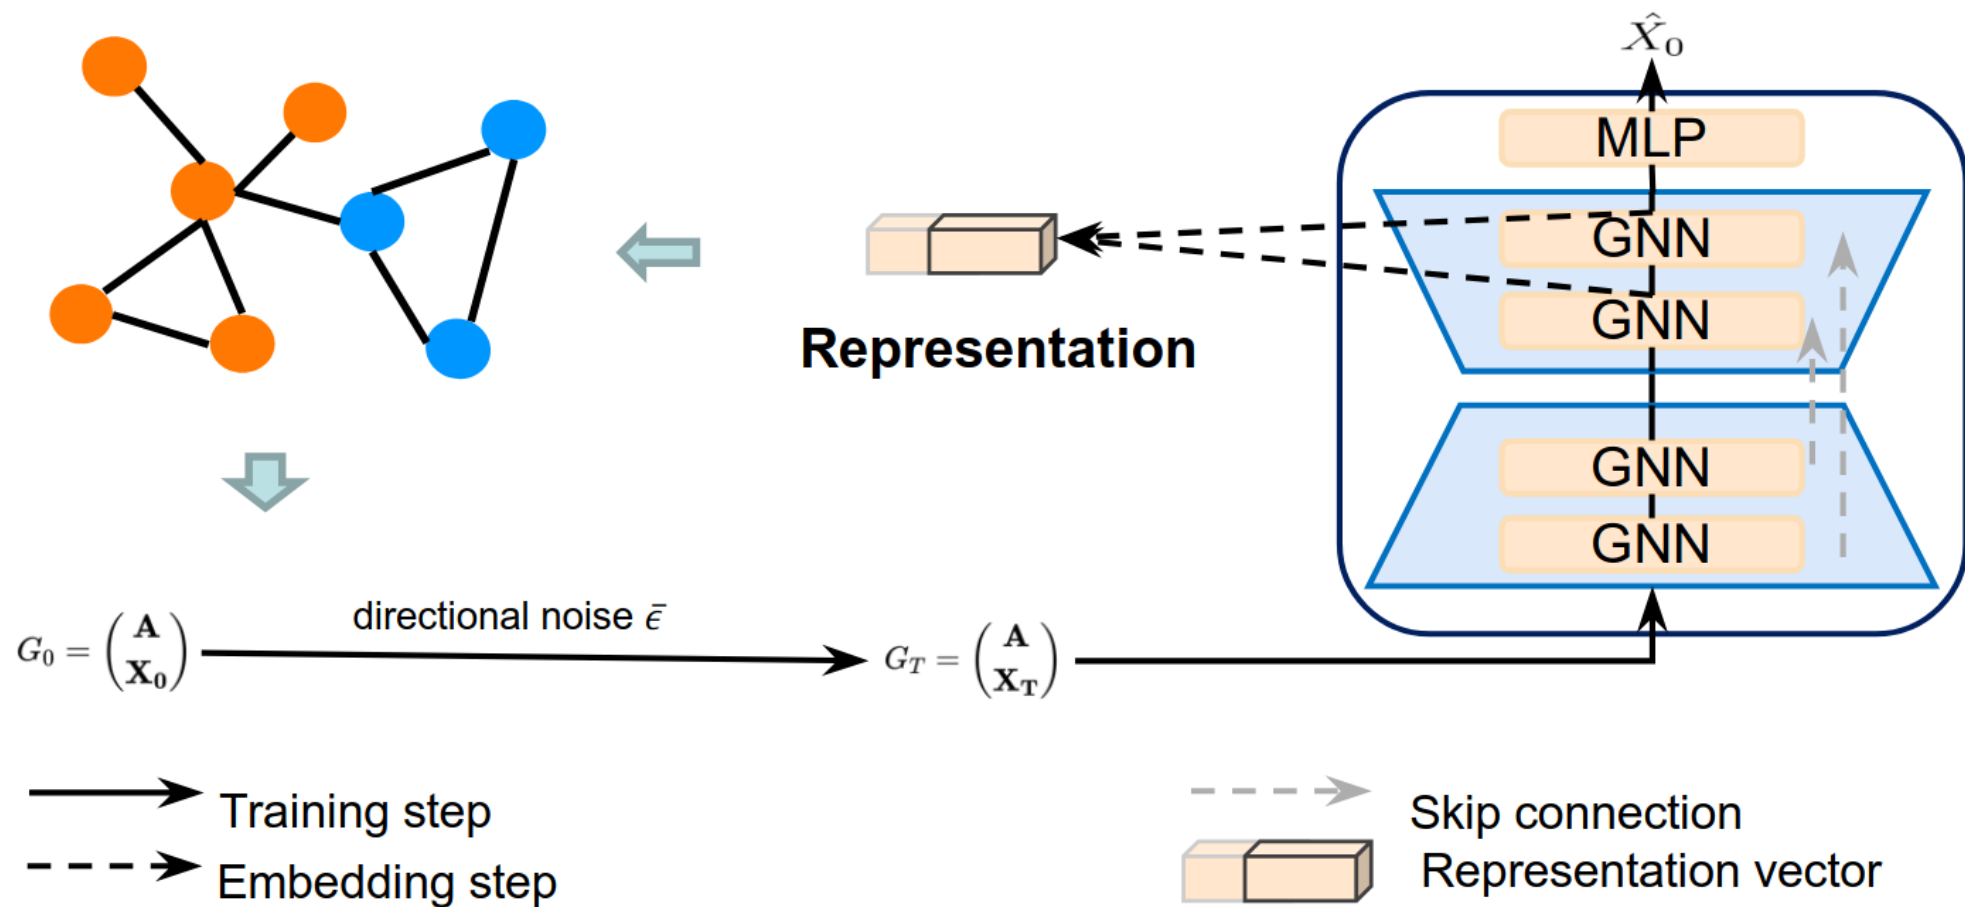 X̂₀
MLP
GNN
GNN
Representation
GNN
GNN
directional noise ε̄
G₀ = (A X₀)
G_T = (A X_T)
Training step
Skip connection
Embedding step
Representation vector